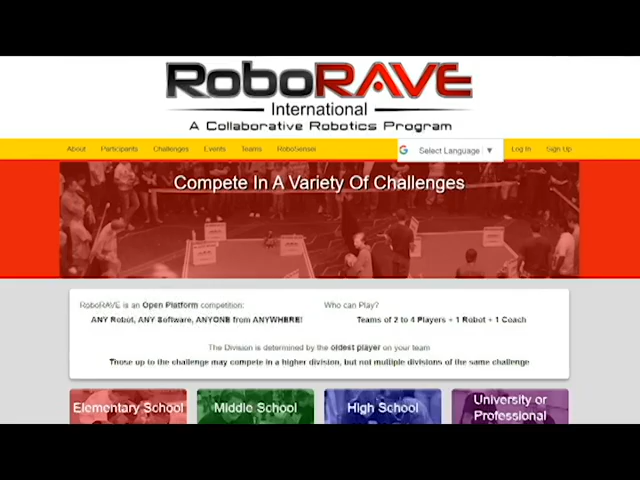 RoboRAVE
International
A Collaborative Robotics Program
About Participants Challenges Events Teams RoboSensei Select Language ▼ Log In Sign Up
Compete In A Variety Of Challenges
RoboRAVE is an Open Platform competition:
ANY Robot, ANY Software, ANYONE from ANYWHERE!
Who can Play?
Teams of 2 to 4 Players + 1 Robot + 1 Coach
The Division is determined by the oldest player on your team
Those up to the challenge may compete in a higher division, but not multiple divisions of the same challenge
Elementary School
Middle School
High School
University or
Professional